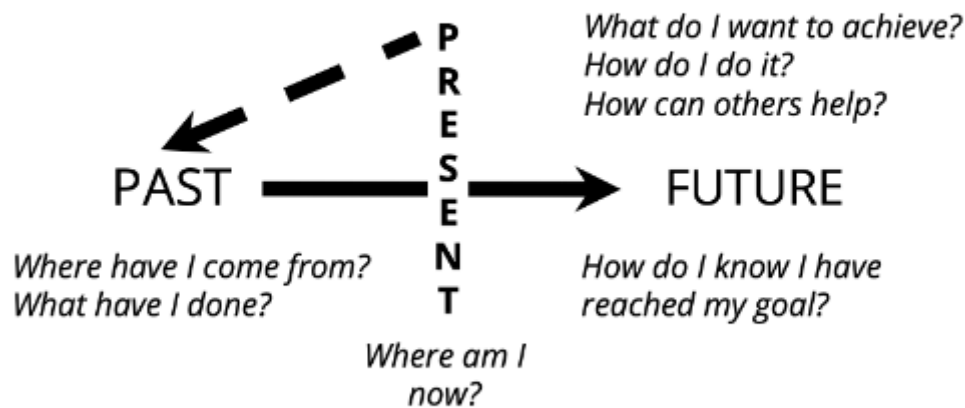 What do I want to achieve?
How do I do it?
How can others help?
PRESENT
PAST
FUTURE
Where have I come from?
What have I done?
How do I know I have
reached my goal?
Where am I
now?